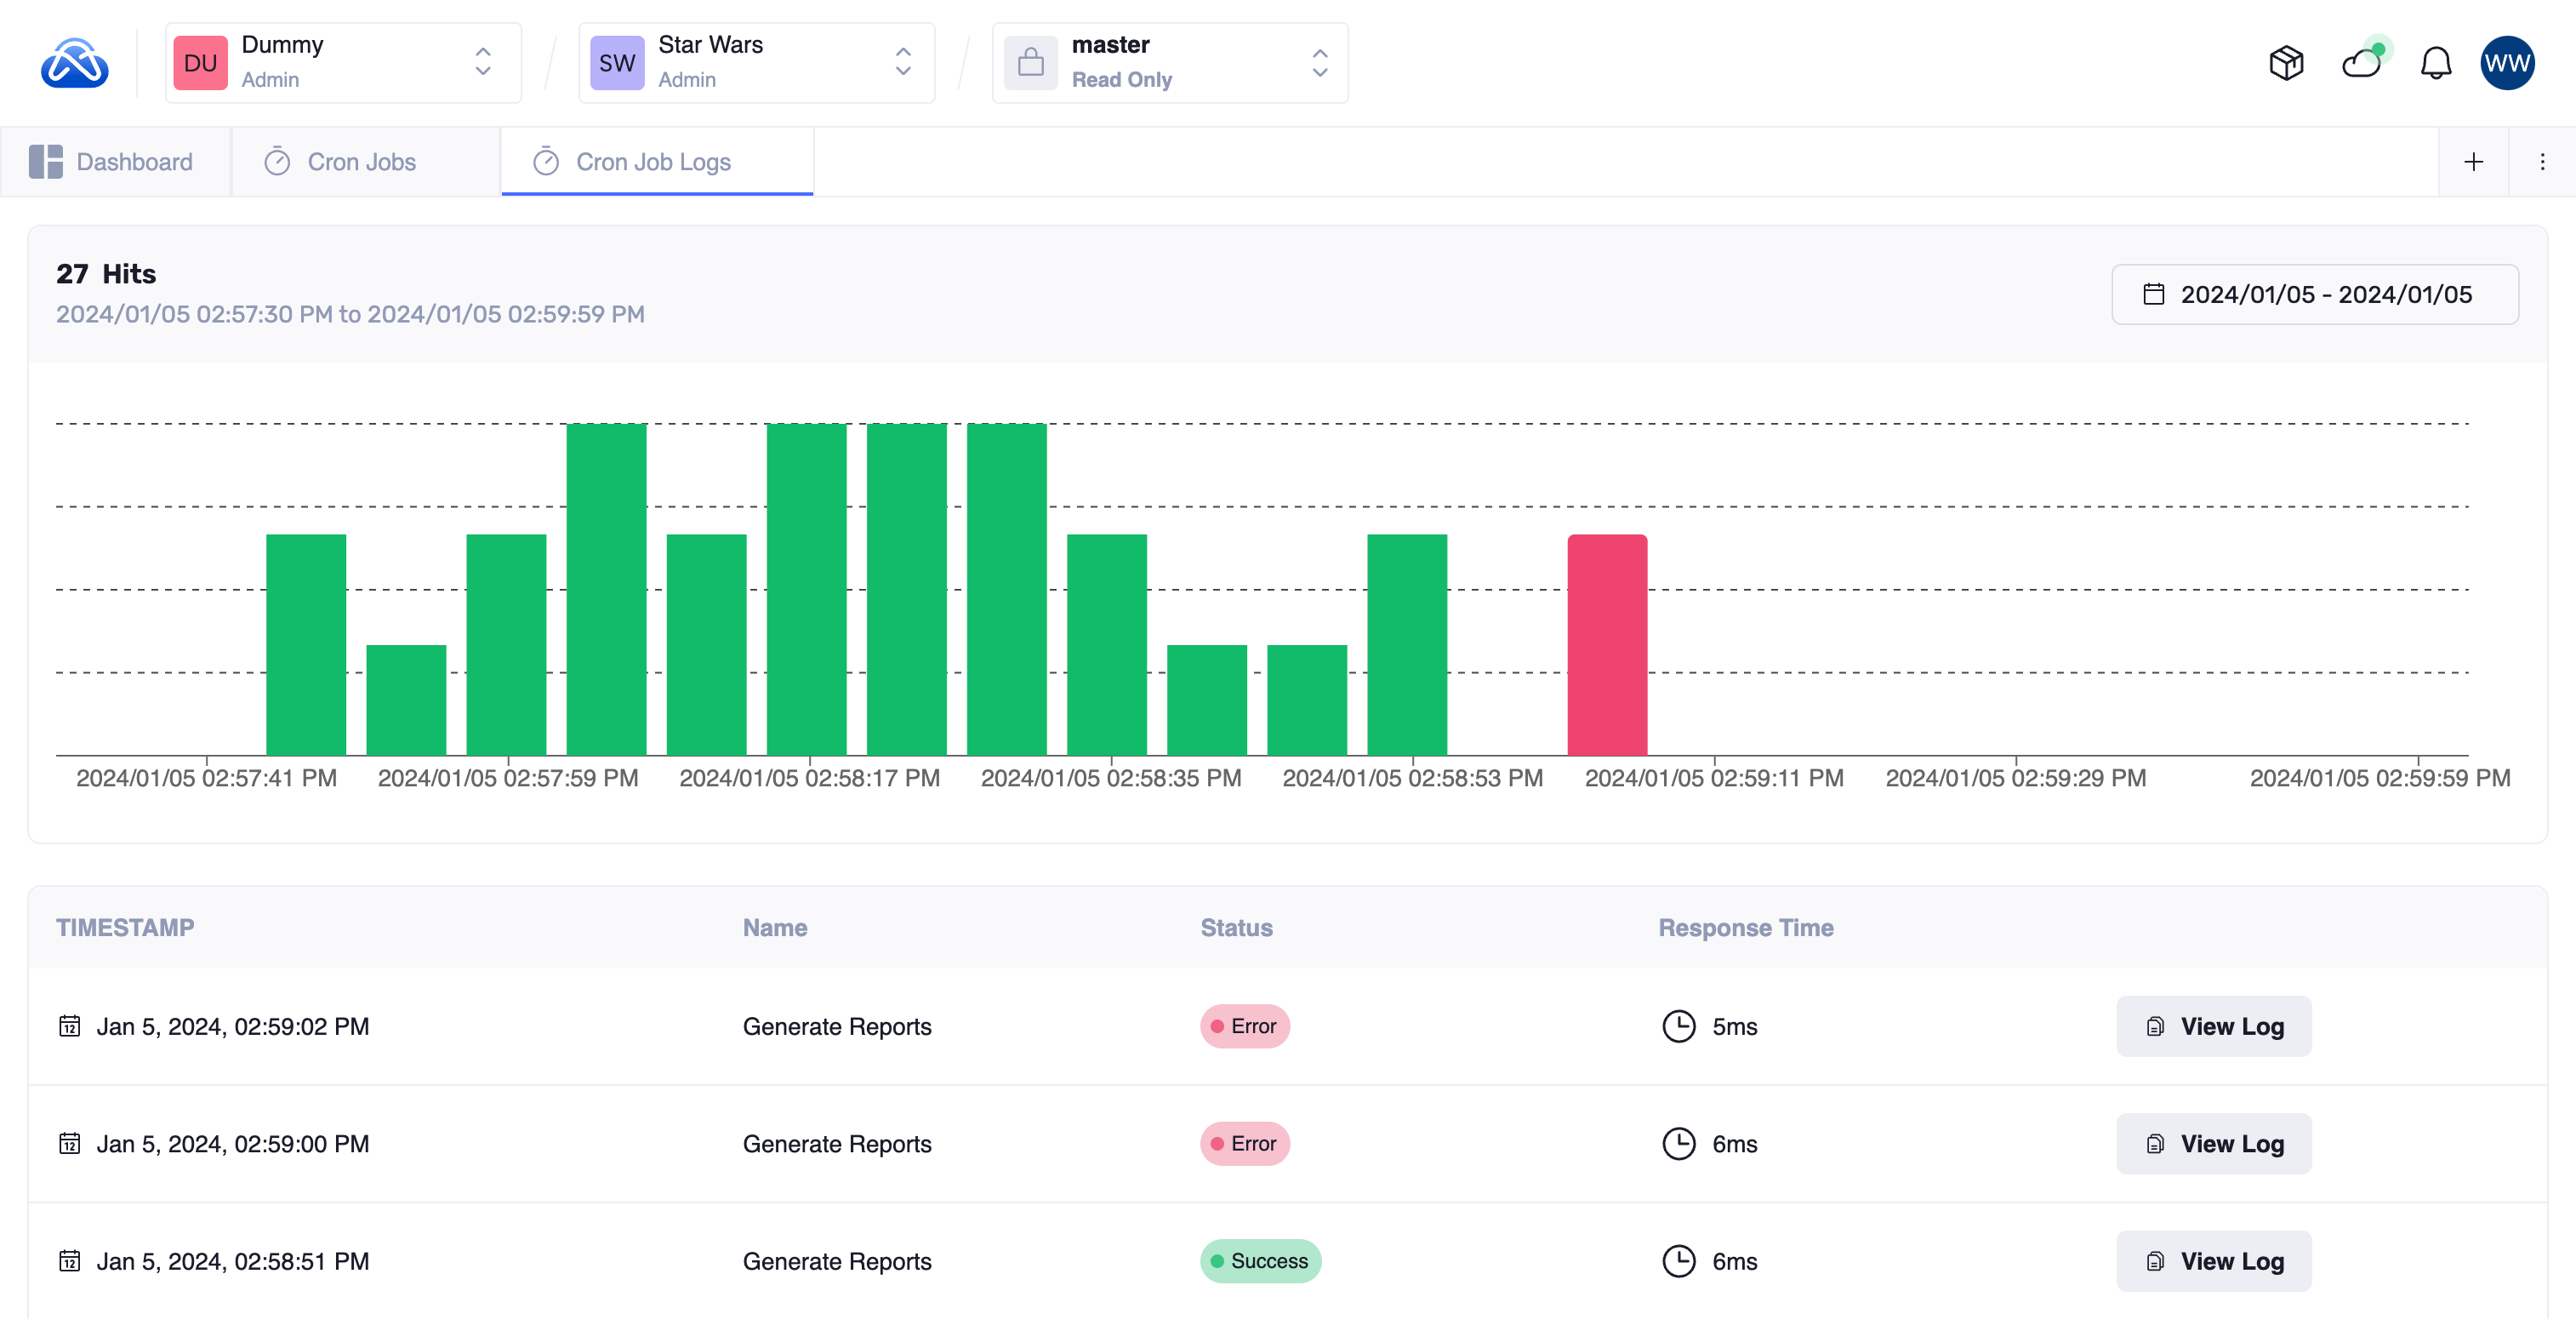 DU Dummy Admin
SW Star Wars Admin
master Read Only
WW
Dashboard
Cron Jobs
Cron Job Logs
27 Hits
2024/01/05 02:57:30 PM to 2024/01/05 02:59:59 PM
2024/01/05 - 2024/01/05
2024/01/05 02:57:41 PM
2024/01/05 02:57:59 PM
2024/01/05 02:58:17 PM
2024/01/05 02:58:35 PM
2024/01/05 02:58:53 PM
2024/01/05 02:59:11 PM
2024/01/05 02:59:29 PM
2024/01/05 02:59:59 PM
TIMESTAMP Name Status Response Time
12 Jan 5, 2024, 02:59:02 PM Generate Reports Error 5ms View Log
12 Jan 5, 2024, 02:59:00 PM Generate Reports Error 6ms View Log
12 Jan 5, 2024, 02:58:51 PM Generate Reports Success 6ms View Log